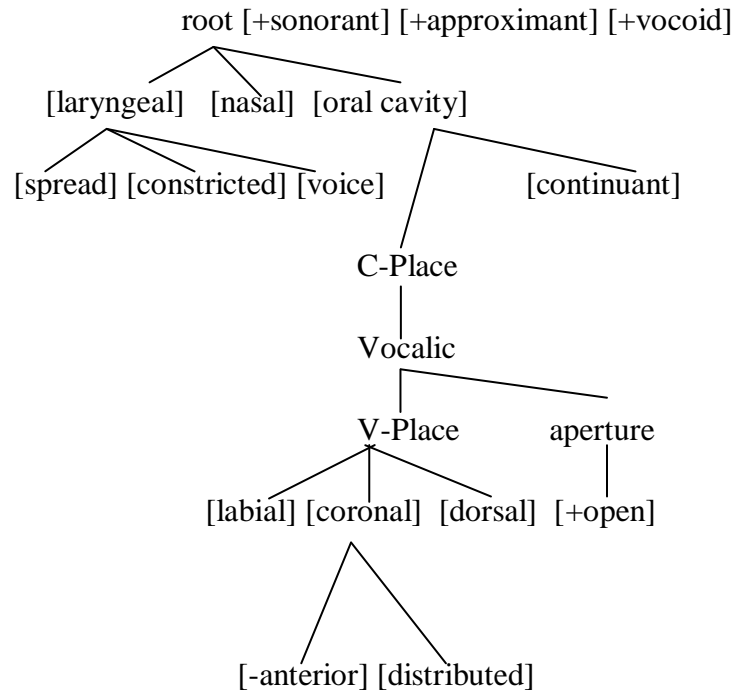 root [+sonorant] [+approximant] [+vocoid]
[laryngeal] [nasal] [oral cavity]
[spread] [constricted] [voice] [continuant]
C-Place
Vocalic
V-Place aperture
[labial] [coronal] [dorsal] [+open]
[-anterior] [distributed]